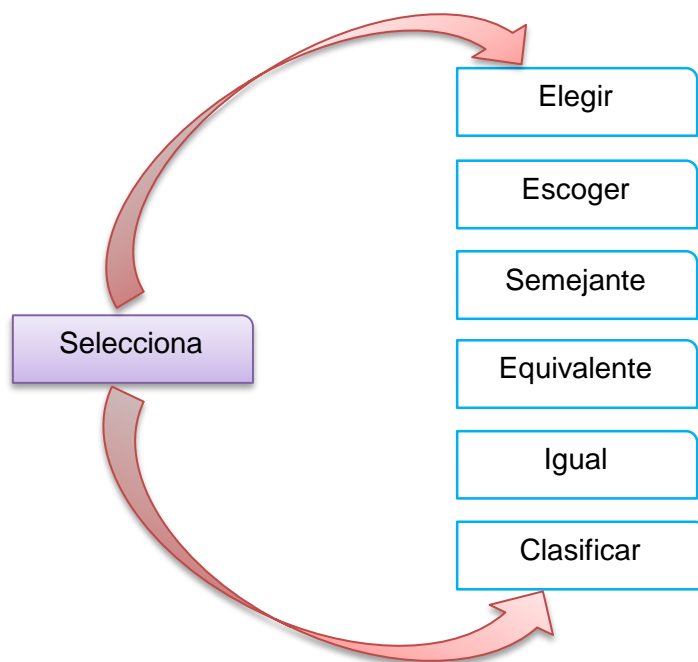 Elegir
Escoger
Semejante
Selecciona
Equivalente
Igual
Clasificar